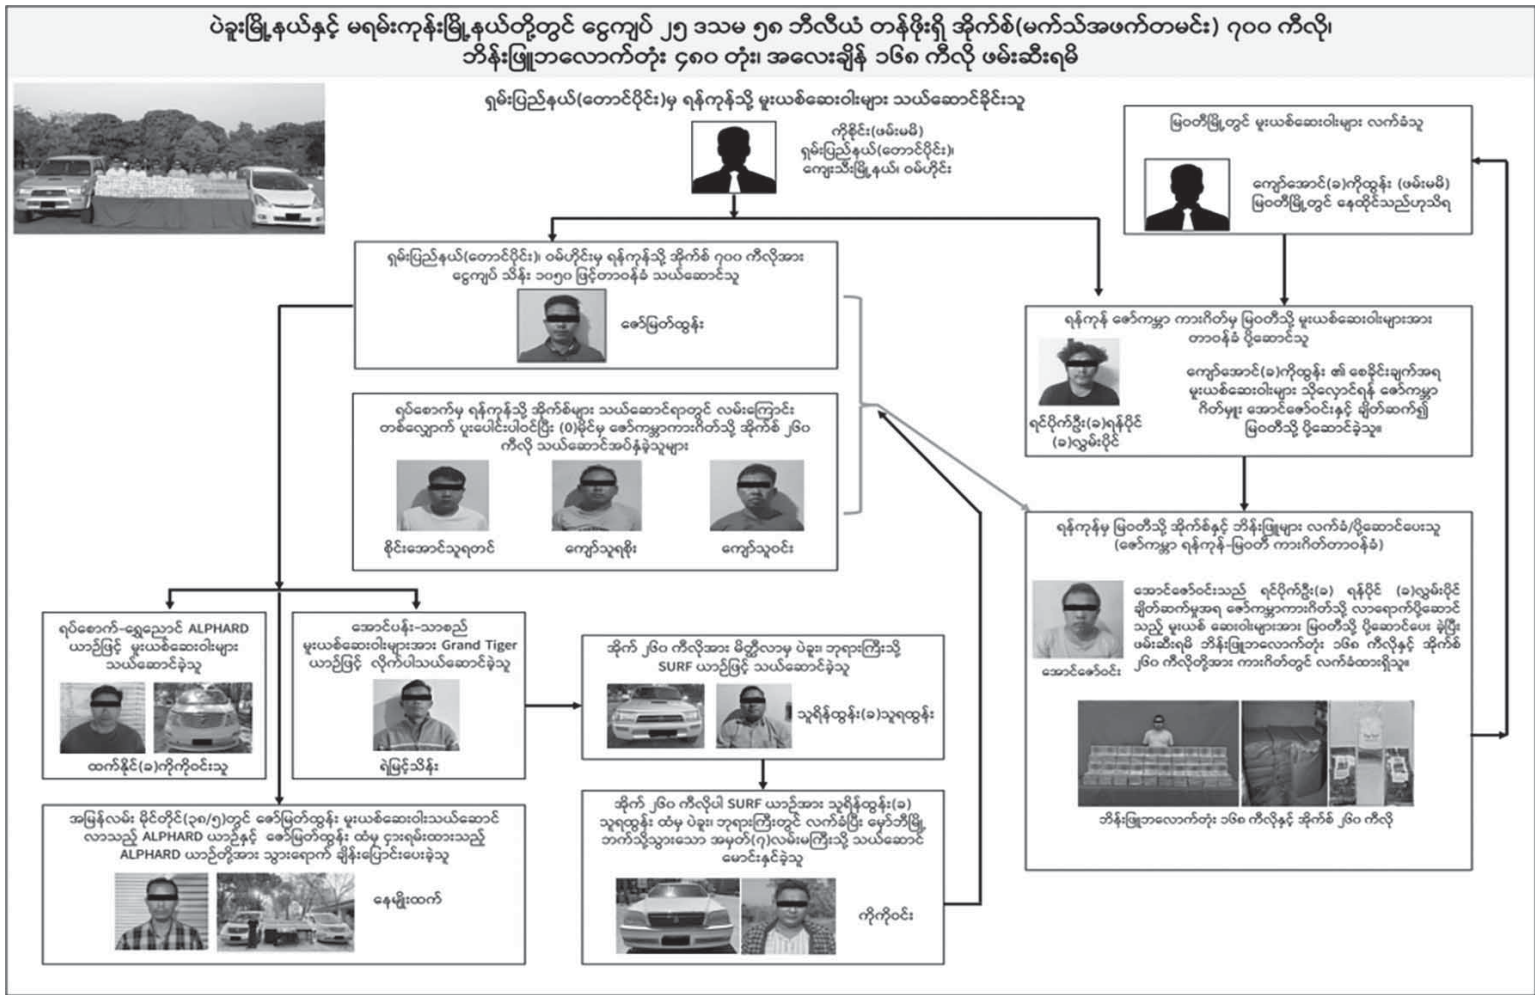 ပဲခူးမြို့နယ်နှင့် မရမ်းကုန်းမြို့နယ်တို့တွင် ငွေကျပ် ၂၅ ဒသမ ၅၈ ဘီလီယံ တန်ဖိုးရှိ အိုက်စ်(မက်သ်အဖက်တမင်း) ၇၀၀ ကီလို၊
ဘိန်းဖြူဘလောက်တုံး ၄၈၀ တုံး၊ အလေးချိန် ၁၆၈ ကီလို ဖမ်းဆီးရမိ
ရှမ်းပြည်နယ်(တောင်ပိုင်း)မှ ရန်ကုန်သို့ မူးယစ်ဆေးဝါးများ သယ်ဆောင်ခိုင်းသူ
ကိုစိုင်း(ဖမ်းမမိ)
ရှမ်းပြည်နယ်(တောင်ပိုင်း)၊
ကျေးသီးမြို့နယ်၊ ဝမ်ဟိုင်း
မြဝတီမြို့တွင် မူးယစ်ဆေးဝါးများ လက်ခံသူ
ကျော်အောင်(ခ)ကိုထွန်း (ဖမ်းမမိ)
မြဝတီမြို့တွင် နေထိုင်သည်ဟုသိရ
ရှမ်းပြည်နယ်(တောင်ပိုင်း)၊ ဝမ်ဟိုင်းမှ ရန်ကုန်သို့ အိုက်စ် ၇၀၀ ကီလိုအား
ငွေကျပ် သိန်း ၁၀၅၀ ဖြင့်တာဝန်ခံ သယ်ဆောင်သူ
ဇော်မြတ်ထွန်း
ရန်ကုန် ဇော်ကမ္ဘာ ကားဂိတ်မှ မြဝတီသို့ မူးယစ်ဆေးဝါးများအား
တာဝန်ခံ ပို့ဆောင်သူ
ကျော်အောင်(ခ)ကိုထွန်း ၏ စေခိုင်းချက်အရ
မူးယစ်ဆေးဝါးများ သိုလှောင်ရန် ဇော်ကမ္ဘာ
ဂိတ်မှူး အောင်ဇော်ဝင်းနှင့် ချိတ်ဆက်၍
မြဝတီသို့ ပို့ဆောင်ခဲ့သူ။
ရင်ပိုက်ဦး(ခ)ရန်ပိုင်
(ခ)လွှမ်းပိုင်
ရပ်စောက်မှ ရန်ကုန်သို့ အိုက်စ်များ သယ်ဆောင်ရာတွင် လမ်းကြောင်း
တစ်လျှောက် ပူးပေါင်းပါဝင်ပြီး (0)မိုင်မှ ဇော်ကမ္ဘာကားဂိတ်သို့ အိုက်စ် ၂၆၀
ကီလို သယ်ဆောင်အပ်နှံခဲ့သူများ
စိုင်းအောင်သူရတင်
ကျော်သူရစိုး
ကျော်သူဝင်း
ရန်ကုန်မှ မြဝတီသို့ အိုက်စ်နှင့် ဘိန်းဖြူများ လက်ခံ/ပို့ဆောင်ပေးသူ
(ဇော်ကမ္ဘာ ရန်ကုန်-မြဝတီ ကားဂိတ်တာဝန်ခံ)
အောင်ဇော်ဝင်းသည် ရင်ပိုက်ဦး(ခ) ရန်ပိုင် (ခ)လွှမ်းပိုင်
ချိတ်ဆက်မှုအရ ဇော်ကမ္ဘာကားဂိတ်သို့ လာရောက်ပို့ဆောင်
သည့် မူးယစ် ဆေးဝါးများအား မြဝတီသို့ ပို့ဆောင်ပေး ခဲ့ပြီး
ဖမ်းဆီးရမိ ဘိန်းဖြူဘလောက်တုံး ၁၆၈ ကီလိုနှင့် အိုက်စ်
၂၆၀ ကီလိုတို့အား ကားဂိတ်တွင် လက်ခံထားရှိသူ။
အောင်ဇော်ဝင်း
ဘိန်းဖြူဘလောက်တုံး ၁၆၈ ကီလိုနှင့် အိုက်စ် ၂၆၀ ကီလို
ရပ်စောက်-ရွှေညောင် ALPHARD
ယာဉ်ဖြင့် မူးယစ်ဆေးဝါးများ
သယ်ဆောင်ခဲ့သူ
ထက်နိုင်(ခ)ကိုကိုဝင်းသူ
အောင်ပန်း-သာစည်
မူးယစ်ဆေးဝါးများအား Grand Tiger
ယာဉ်ဖြင့် လိုက်ပါသယ်ဆောင်ခဲ့သူ
ရဲမြင့်သိန်း
အိုက် ၂၆၀ ကီလိုအား မိတ္ထီလာမှ ပဲခူး၊ ဘုရားကြီးသို့
SURF ယာဉ်ဖြင့် သယ်ဆောင်ခဲ့သူ
သူရိန်ထွန်း(ခ)သူရထွန်း
အမြန်လမ်း မိုင်တိုင်(၃၈/၅)တွင် ဇော်မြတ်ထွန်း မူးယစ်ဆေးဝါးသယ်ဆောင်
လာသည့် ALPHARD ယာဉ်နှင့် ဇော်မြတ်ထွန်း ထံမှ ငှားရမ်းထားသည့်
ALPHARD ယာဉ်တို့အား သွားရောက် ချိန်းပြောင်းပေးခဲ့သူ
နေမျိုးထက်
အိုက် ၂၆၀ ကီလိုပါ SURF ယာဉ်အား သူရိန်ထွန်း(ခ)
သူရထွန်း ထံမှ ပဲခူး၊ ဘုရားကြီးတွင် လက်ခံပြီး မှော်ဘီမြို့
ဘက်သို့သွားသော အမှတ်(၇)လမ်းမကြီးသို့ သယ်ဆောင်
မောင်းနှင်ခဲ့သူ
ကိုကိုဝင်း